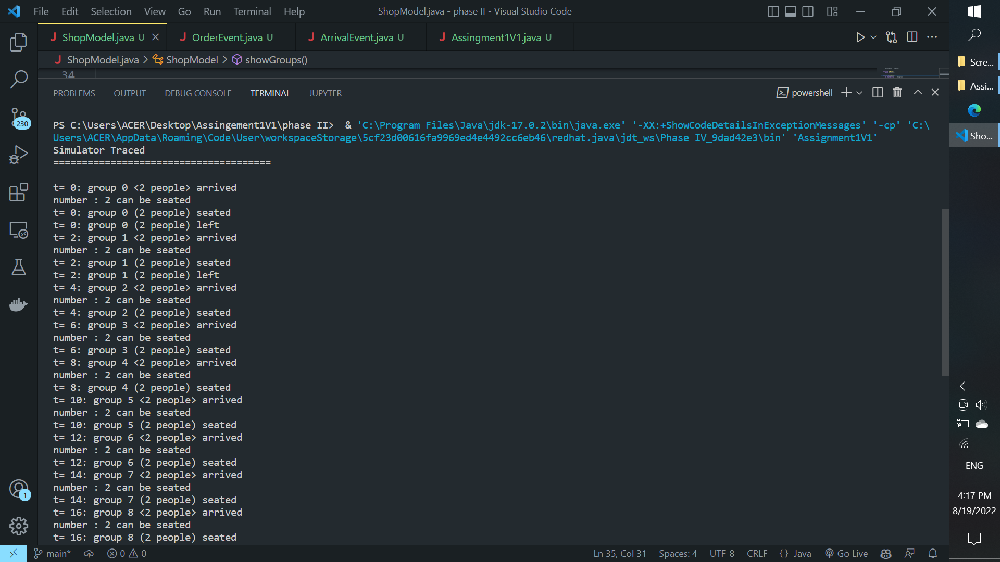 File Edit Selection View Go Run Terminal Help ShopModel.java - phase II - Visual Studio Code
ShopModel.java U OrderEvent.java U ArrivalEvent.java U Assingment1V1.java U
ShopModel.java > ShopModel > showGroups()
34
PROBLEMS OUTPUT DEBUG CONSOLE TERMINAL JUPYTER powershell
PS C:\Users\ACER\Desktop\Assingement1V1\phase II>  & 'C:\Program Files\Java\jdk-17.0.2\bin\java.exe' '-XX:+ShowCodeDetailsInExceptionMessages' '-cp' 'C:\
Users\ACER\AppData\Roaming\Code\User\workspaceStorage\5cf23d00616fa9969ed4e4492cc6eb46\redhat.java\jdt_ws\Phase IV_9dad42e3\bin' 'Assignment1V1'
Simulator Traced
======================================
t= 0: group 0 <2 people> arrived
number : 2 can be seated
t= 0: group 0 (2 people) seated
t= 0: group 0 (2 people) left
t= 2: group 1 <2 people> arrived
number : 2 can be seated
t= 2: group 1 (2 people) seated
t= 2: group 1 (2 people) left
t= 4: group 2 <2 people> arrived
number : 2 can be seated
t= 4: group 2 (2 people) seated
t= 6: group 3 <2 people> arrived
number : 2 can be seated
t= 6: group 3 (2 people) seated
t= 8: group 4 <2 people> arrived
number : 2 can be seated
t= 8: group 4 (2 people) seated
t= 10: group 5 <2 people> arrived
number : 2 can be seated
t= 10: group 5 (2 people) seated
t= 12: group 6 <2 people> arrived
number : 2 can be seated
t= 12: group 6 (2 people) seated
t= 14: group 7 <2 people> arrived
number : 2 can be seated
t= 14: group 7 (2 people) seated
t= 16: group 8 <2 people> arrived
number : 2 can be seated
t= 16: group 8 (2 people) seated
230
1
main* 0 0 Ln 35, Col 31 Spaces: 4 UTF-8 CRLF {} Java Go Live
Scre...
Assi...
Sho...
ENG
4:17 PM
8/19/2022